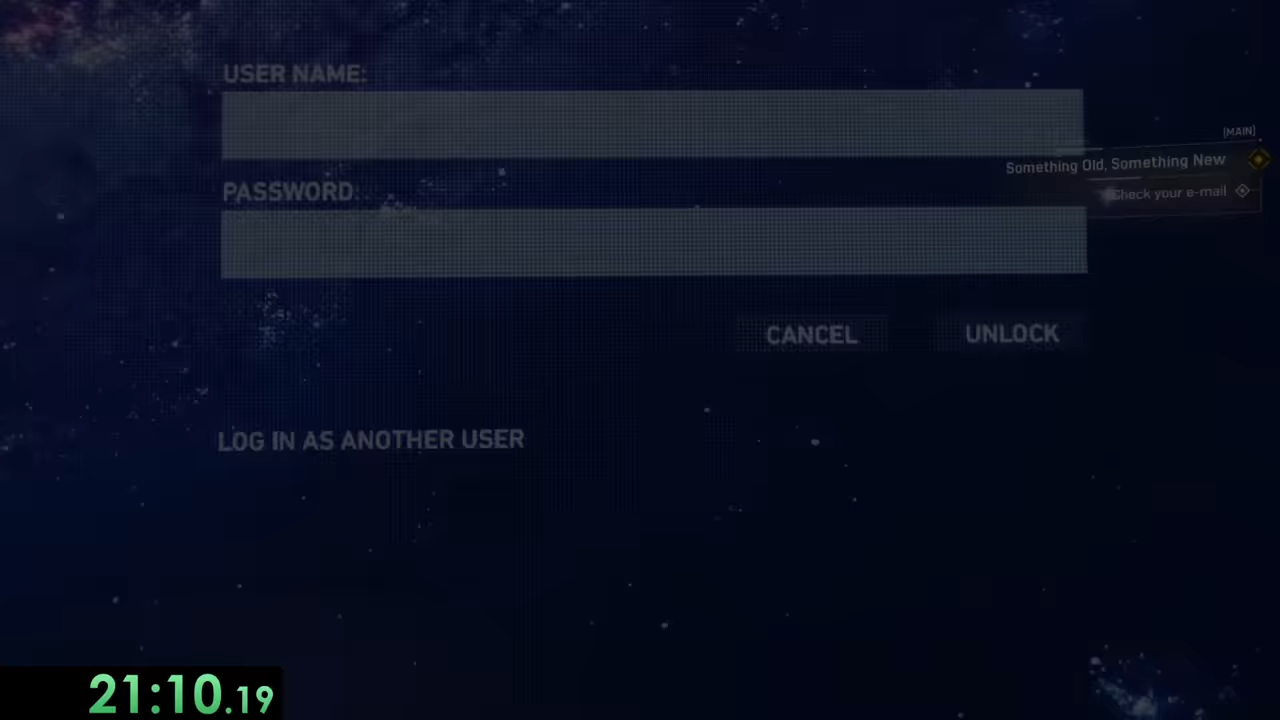 USER NAME:
[MAIN]
Something Old, Something New
PASSWORD:
Check your e-mail
CANCEL
UNLOCK
LOG IN AS ANOTHER USER
21:10.19